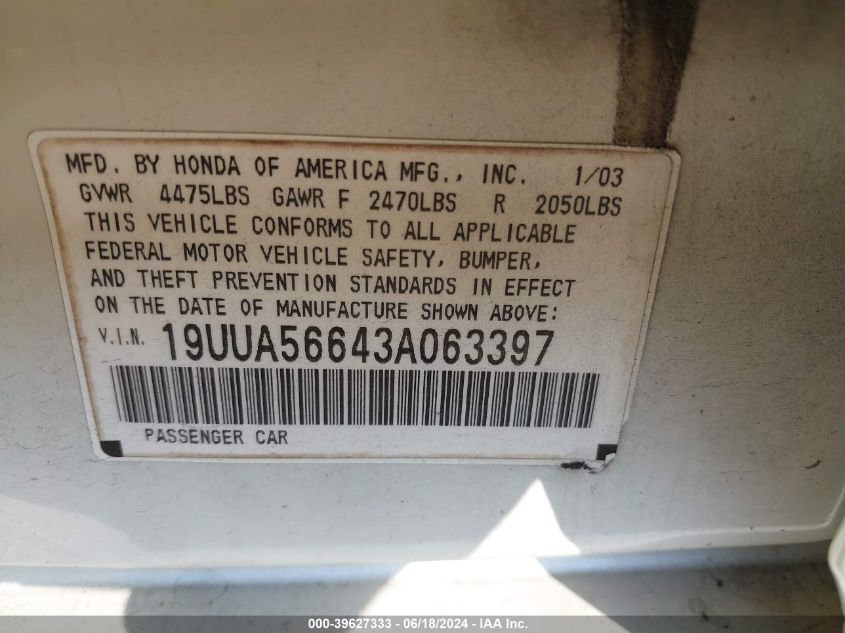 MFD. BY HONDA OF AMERICA MFG., INC. 1/03
GVWR 4475LBS GAWR F 2470LBS R 2050LBS
THIS VEHICLE CONFORMS TO ALL APPLICABLE
FEDERAL MOTOR VEHICLE SAFETY, BUMPER,
AND THEFT PREVENTION STANDARDS IN EFFECT
ON THE DATE OF MANUFACTURE SHOWN ABOVE:
V.I.N. 19UUA56643A063397
PASSENGER CAR
000-39627333 - 06/18/2024 - IAA Inc.